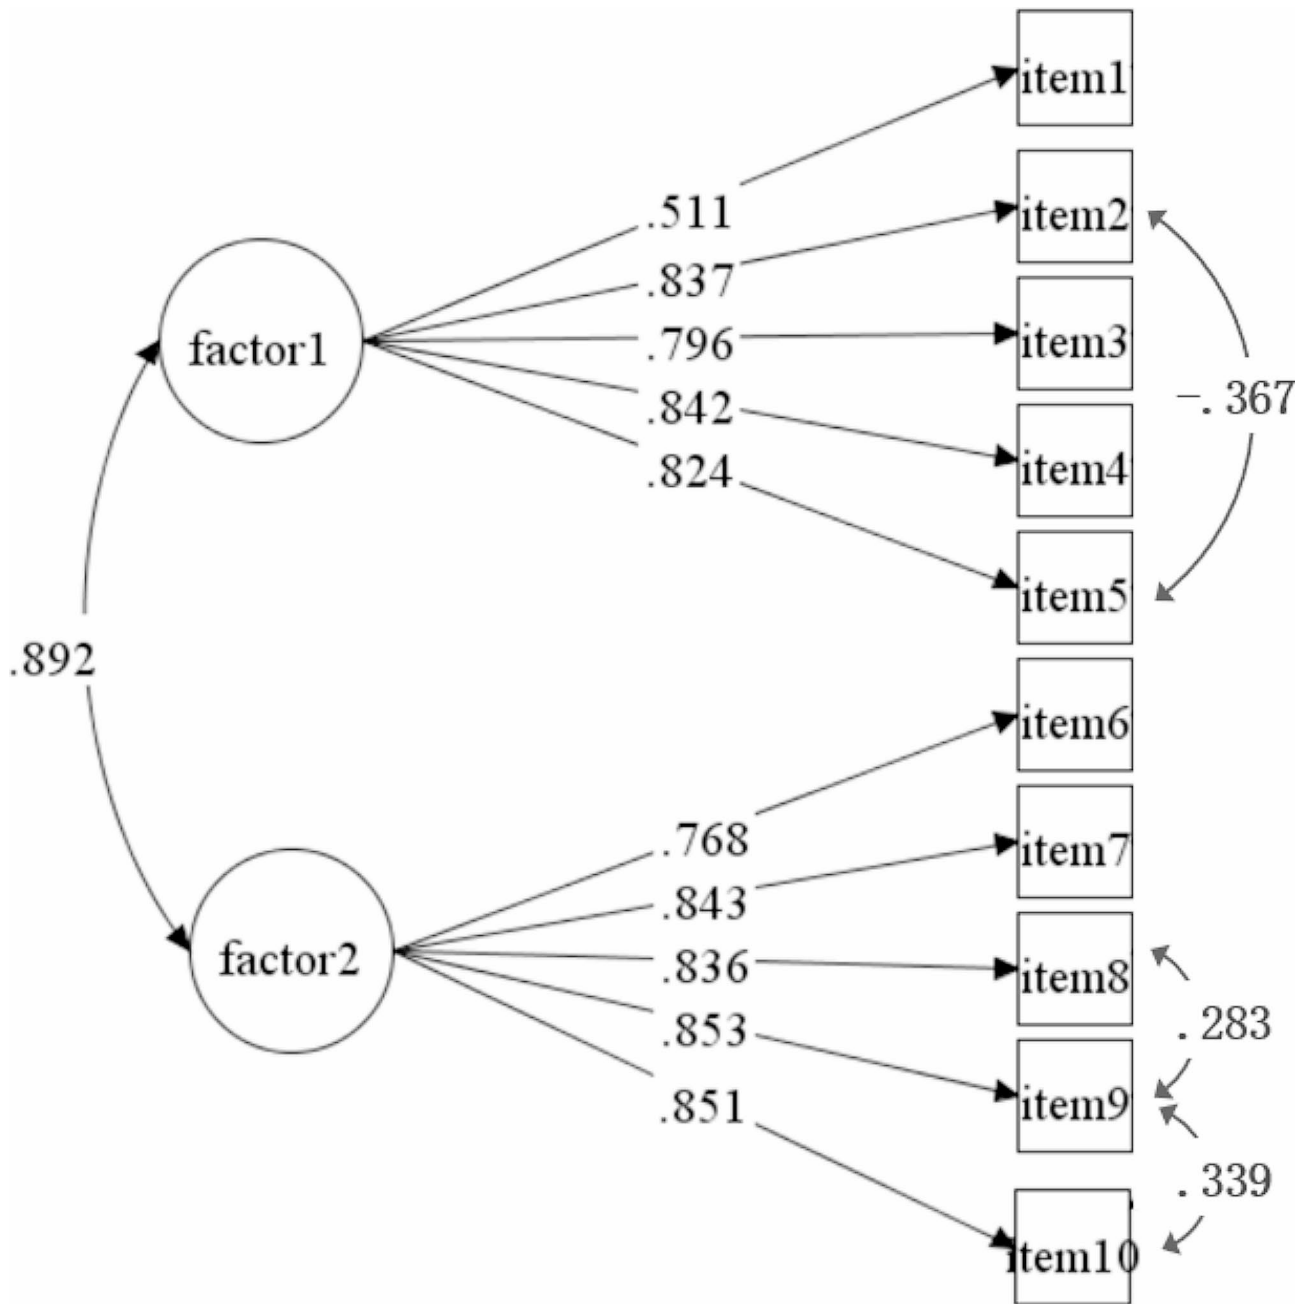 item1
.511
item2
.837
factor1
.796
item3
-.367
.842
item4
.824
item5
.892
item6
.768
item7
.843
factor2
.836
item8
.283
.853
item9
.851
.339
item10